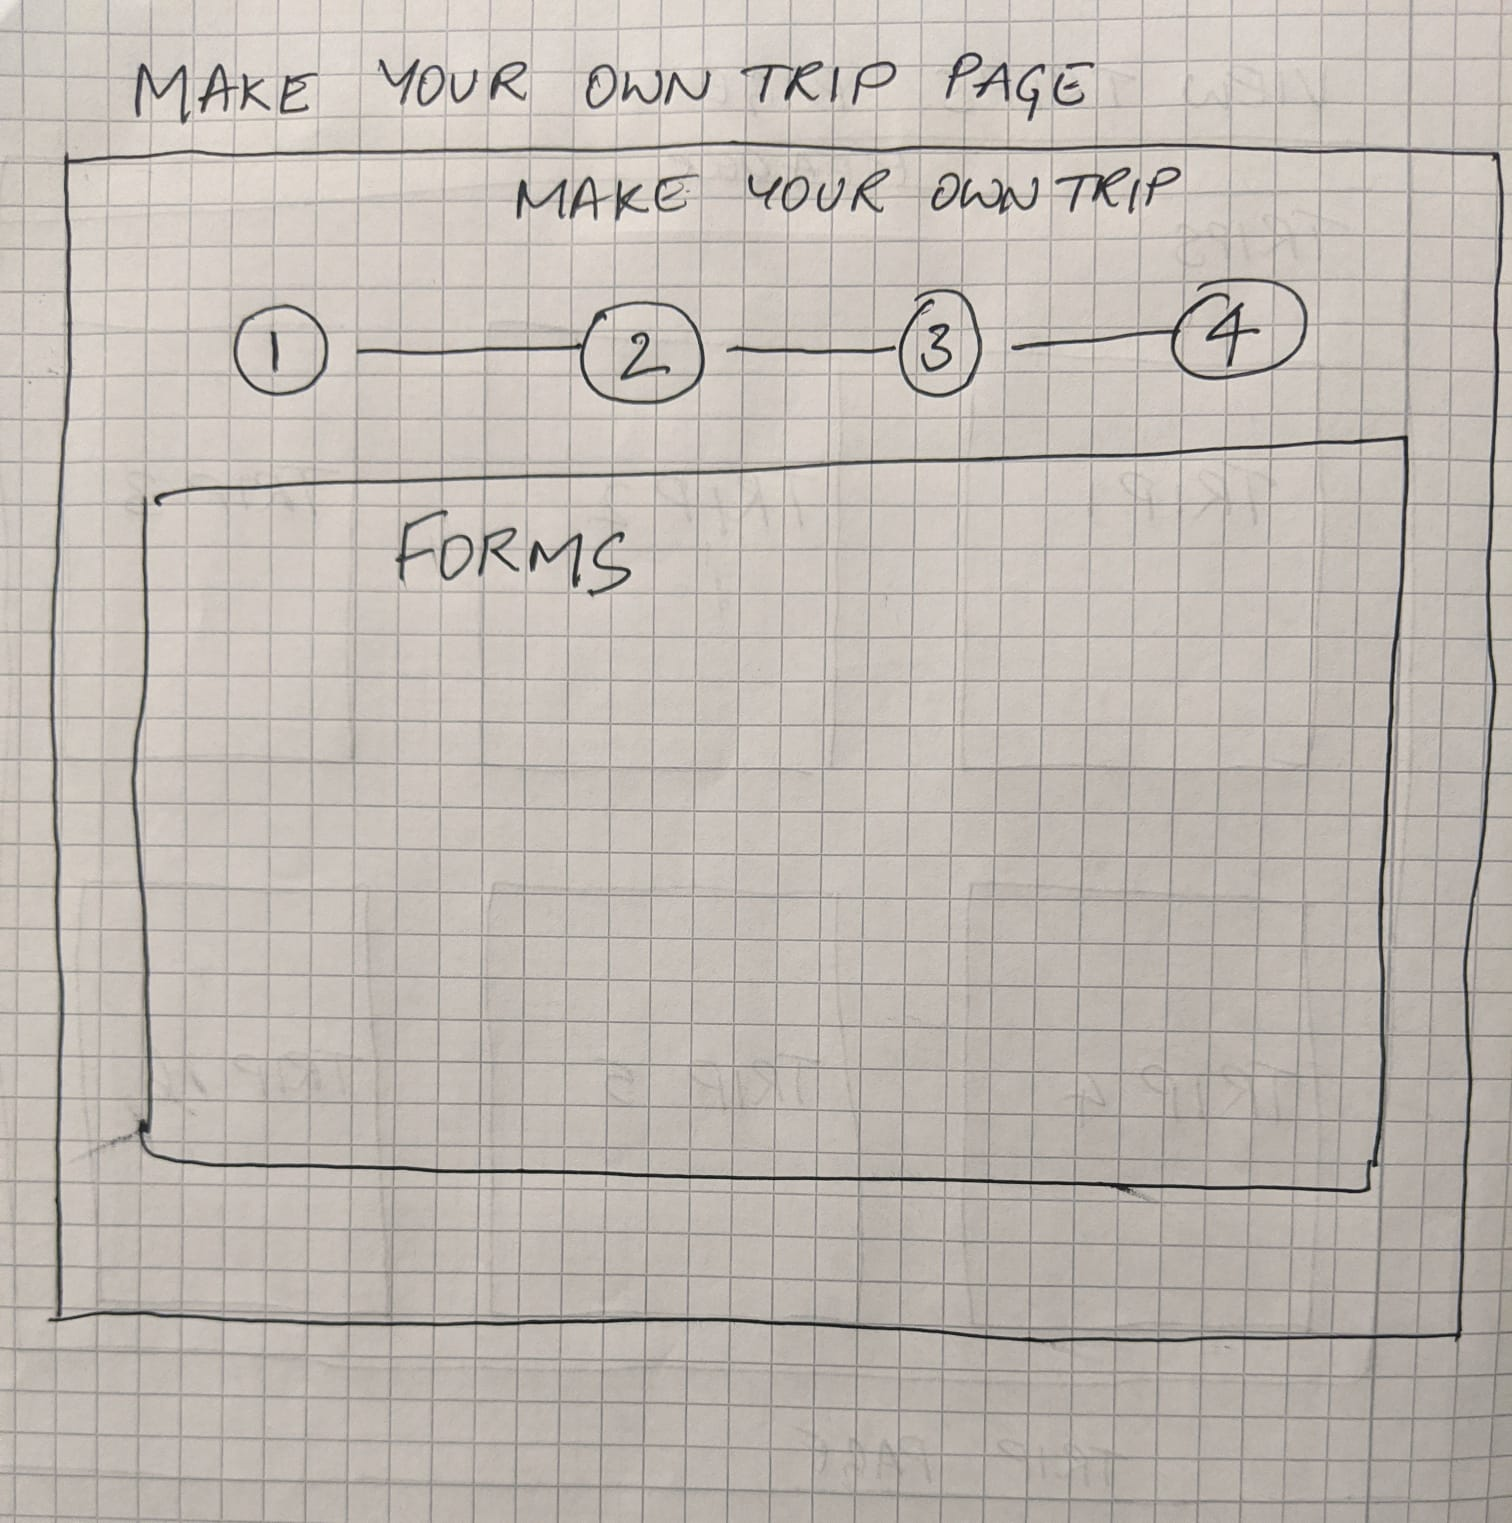 MAKE YOUR OWN TRIP PAGE
MAKE YOUR OWN TRIP
1 2 3 4
FORMS